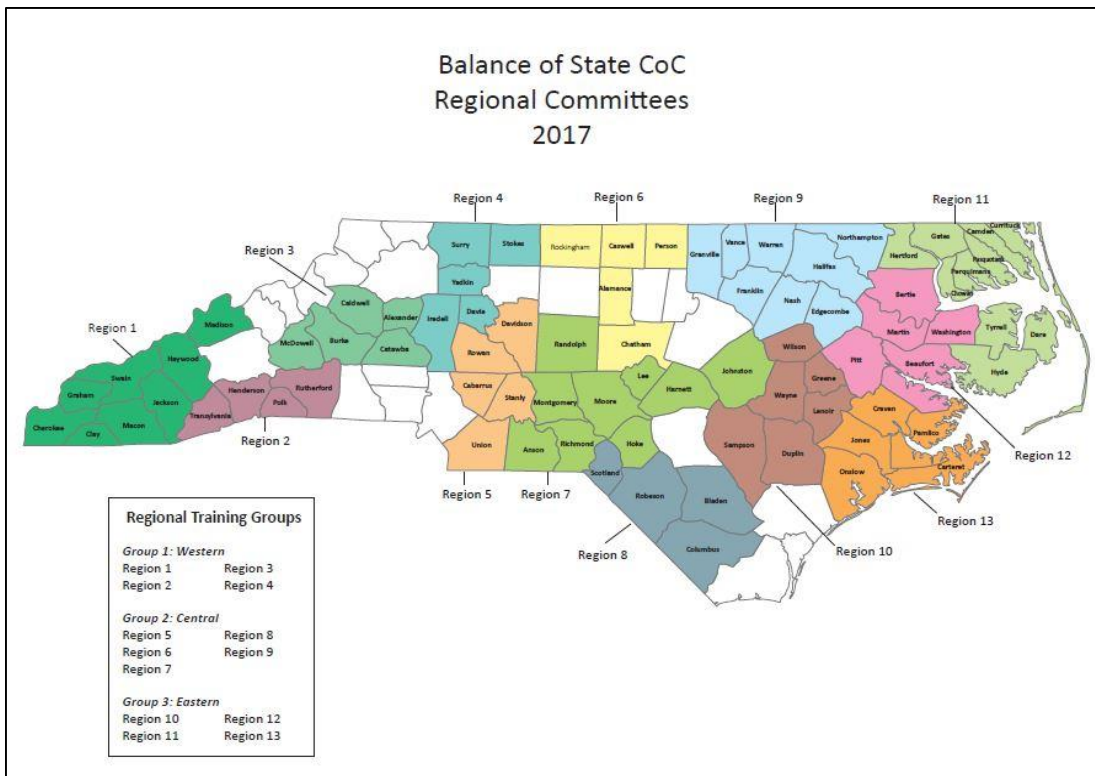 Balance of State CoC
Regional Committees
2017
Region 4
Region 6
Region 9
Region 11
Region 3
Region 1
Region 2
Region 5
Region 7
Region 8
Region 10
Region 12
Region 13
Surry
Stokes
Rockingham
Caswell
Person
Granville
Vance
Warren
Northampton
Halifax
Hertford
Gates
Camden
Currituck
Pasquotank
Perquimans
Chowan
Yadkin
Alamance
Franklin
Nash
Edgecombe
Bertie
Madison
Caldwell
Alexander
Iredell
Davie
Davidson
Martin
Washington
Tyrrell
Dare
McDowell
Burke
Catawba
Rowan
Randolph
Chatham
Wilson
Pitt
Beaufort
Hyde
Haywood
Swain
Graham
Jackson
Cherokee
Clay
Macon
Transylvania
Henderson
Polk
Rutherford
Cabarrus
Stanly
Montgomery
Moore
Lee
Harnett
Johnston
Wayne
Greene
Lenoir
Craven
Pamlico
Union
Anson
Richmond
Hoke
Scotland
Sampson
Duplin
Jones
Onslow
Carteret
Robeson
Bladen
Columbus
Regional Training Groups
Group 1: Western
Region 1 Region 3
Region 2 Region 4
Group 2: Central
Region 5 Region 8
Region 6 Region 9
Region 7
Group 3: Eastern
Region 10 Region 12
Region 11 Region 13